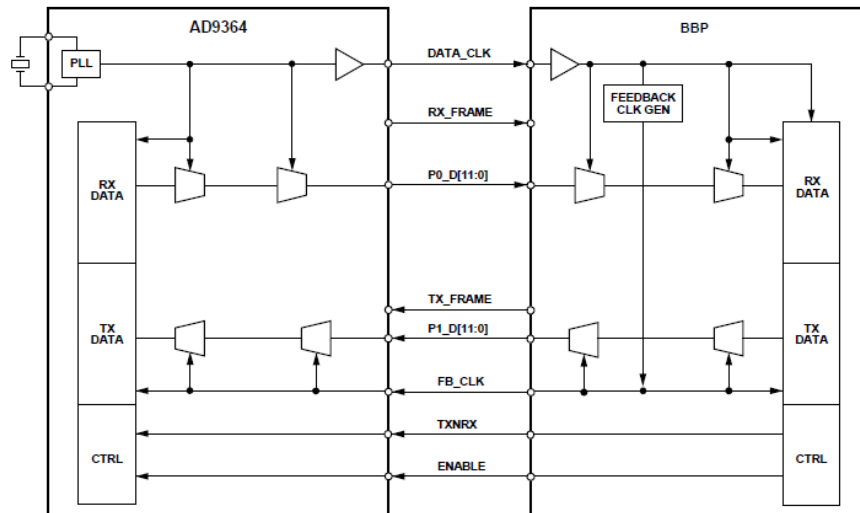 AD9364
BBP
PLL
DATA_CLK
FEEDBACK
CLK GEN
RX_FRAME
RX
DATA
P0_D[11:0]
RX
DATA
TX_FRAME
TX
DATA
P1_D[11:0]
TX
DATA
FB_CLK
TXNRX
CTRL
CTRL
ENABLE